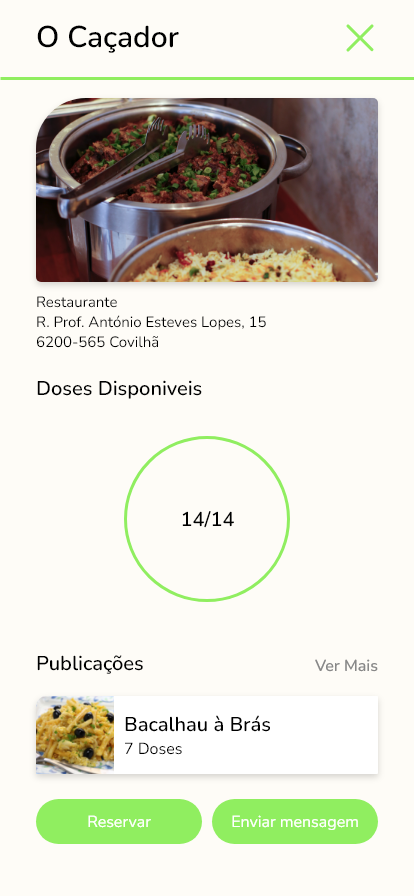 O Caçador
Restaurante
R. Prof. António Esteves Lopes, 15
6200-565 Covilhã
Doses Disponiveis
14/14
Publicações
Ver Mais
Bacalhau à Brás
7 Doses
Reservar
Enviar mensagem